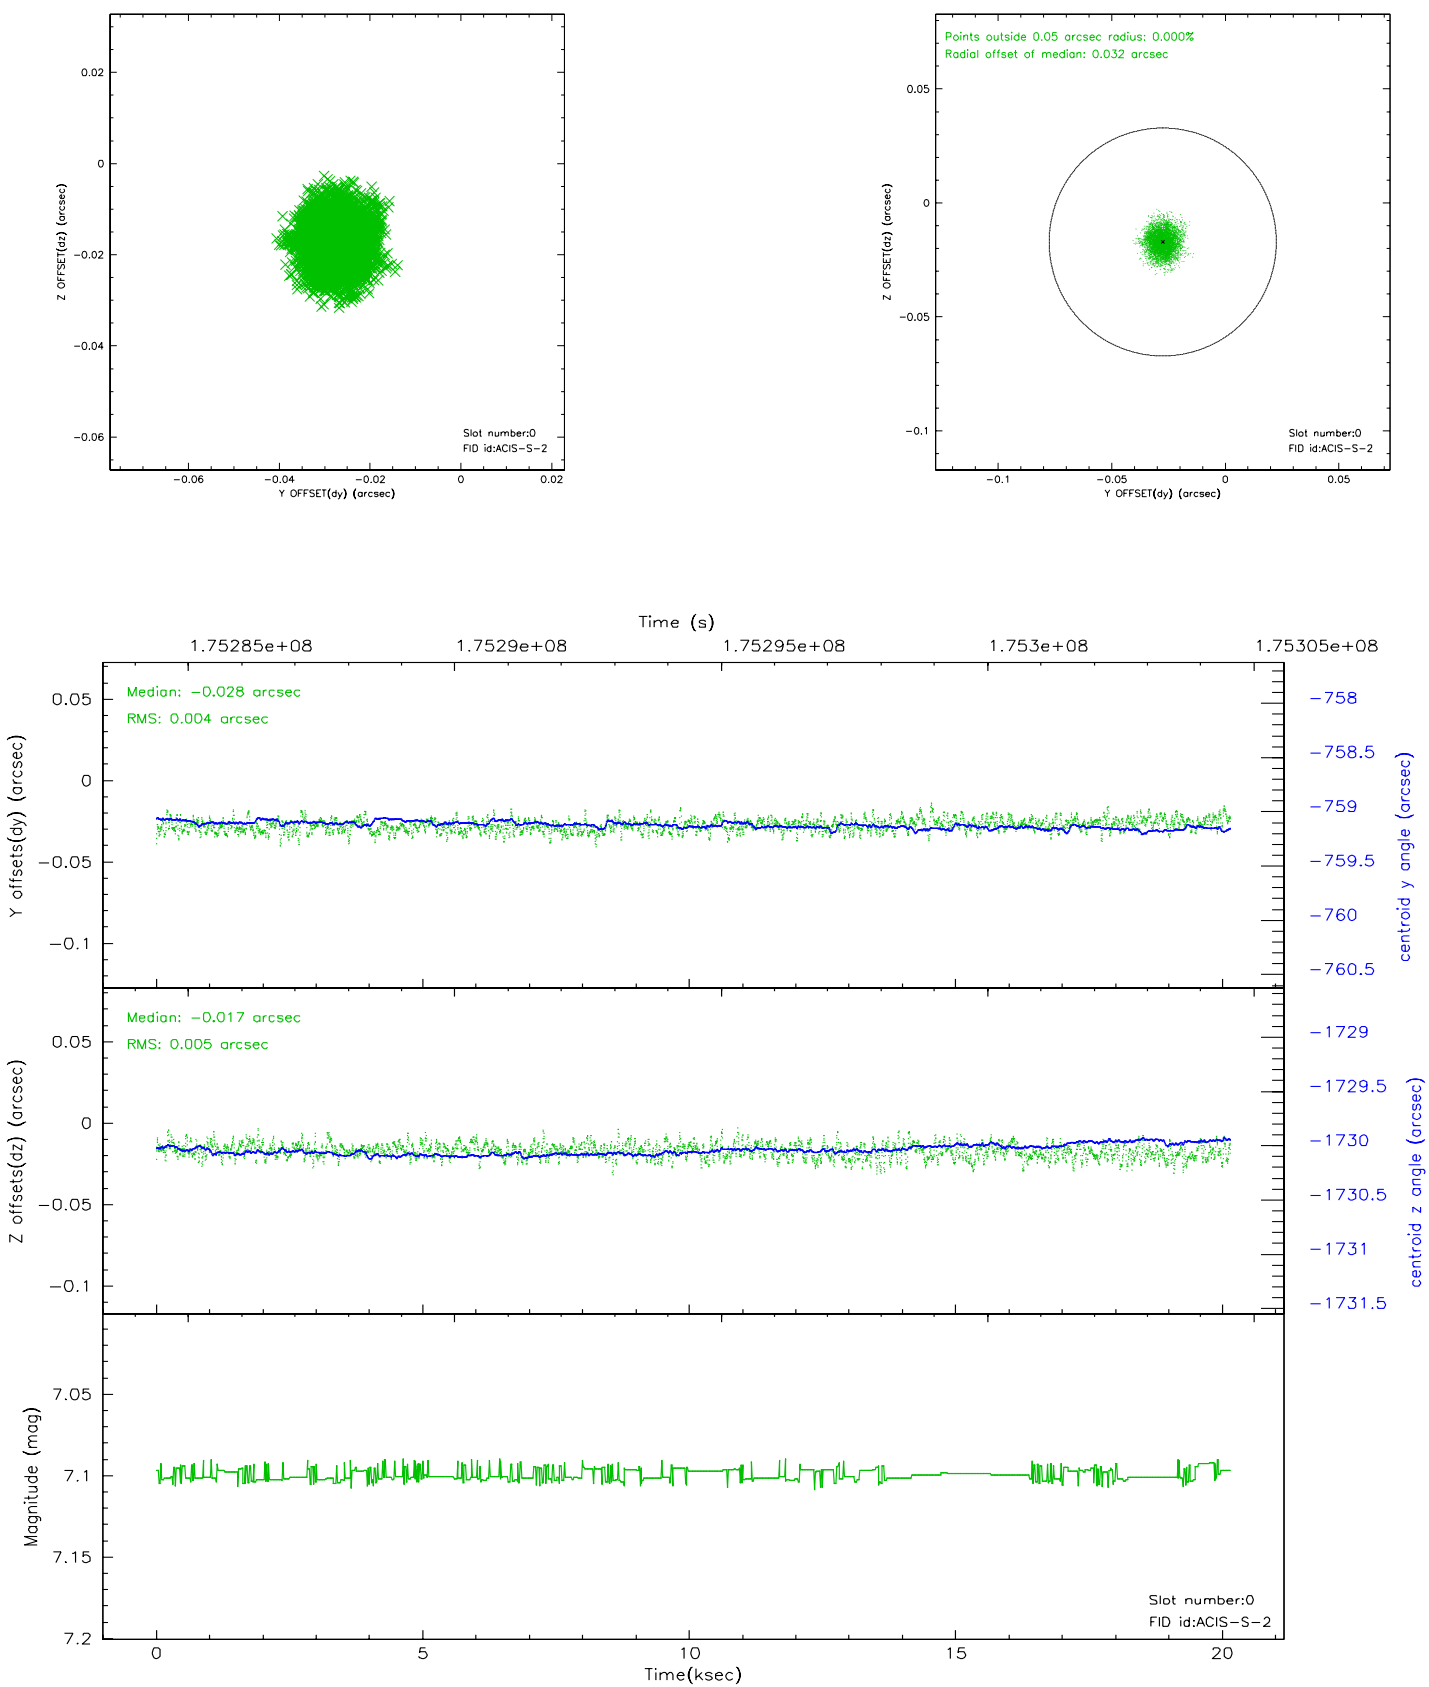 0.02
0
−0.02
−0.04
−0.06
Z OFFSET(dz) (arcsec)
Slot number:0
FID id:ACIS−S−2
−0.06 −0.04 −0.02 0 0.02
Y OFFSET(dy) (arcsec)
Points outside 0.05 arcsec radius: 0.000%
Radial offset of median: 0.032 arcsec
0.05
0
−0.05
−0.1
Z OFFSET(dz) (arcsec)
Slot number:0
FID id:ACIS−S−2
−0.1 −0.05 0 0.05
Y OFFSET(dy) (arcsec)
Time (s)
1.75285e+08 1.7529e+08 1.75295e+08 1.753e+08 1.75305e+08
Median: −0.028 arcsec
RMS: 0.004 arcsec
0.05
0
−0.05
−0.1
Y offsets(dy) (arcsec)
−758
−758.5
−759
−759.5
−760
−760.5
centroid y angle (arcsec)
Median: −0.017 arcsec
RMS: 0.005 arcsec
0.05
0
−0.05
−0.1
Z offsets(dz) (arcsec)
−1729
−1729.5
−1730
−1730.5
−1731
−1731.5
centroid z angle (arcsec)
7.05
7.1
7.15
7.2
Magnitude (mag)
Slot number:0
FID id:ACIS−S−2
0 5 10 15 20
Time(ksec)